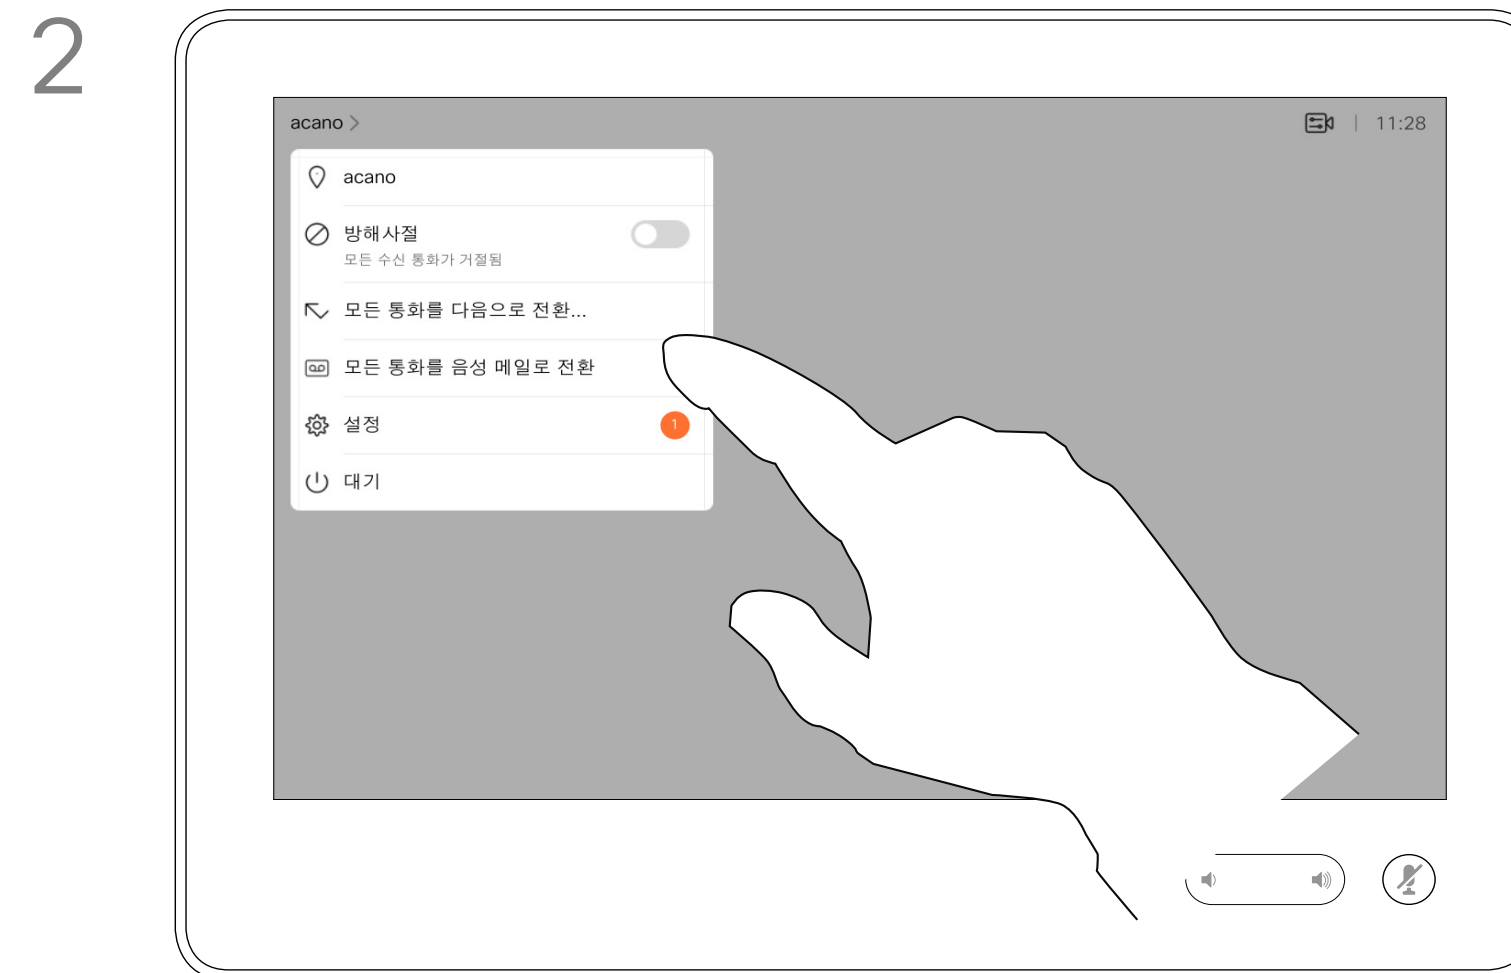 2
acano >
11:28
acano
방해사절
모든 수신 통화가 거절됨
모든 통화를 다음으로 전환...
모든 통화를 음성 메일로 전환
설정
1
대기